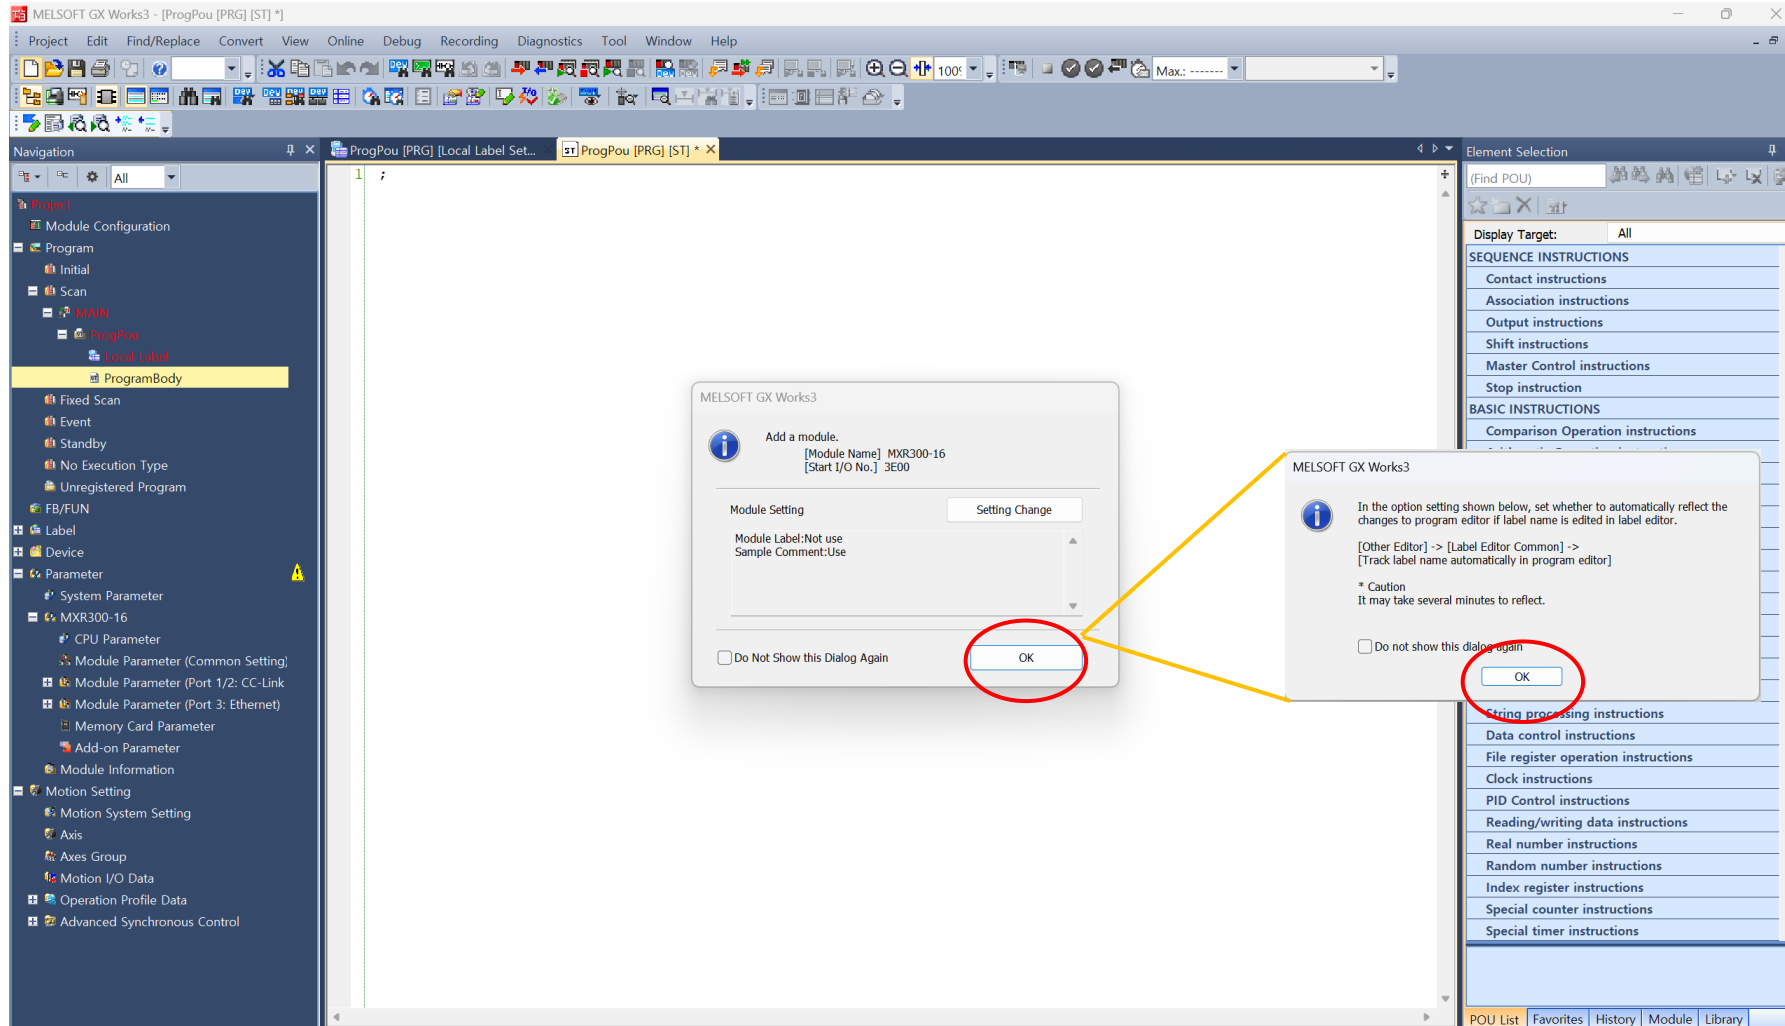 MELSOFT GX Works3 - [ProgPou [PRG] [ST] *]
Project Edit Find/Replace Convert View Online Debug Recording Diagnostics Tool Window Help
Max.: -------
Navigation
All
Project
Module Configuration
Program
Initial
Scan
MAIN
ProgPou
Local Label
ProgramBody
Fixed Scan
Event
Standby
No Execution Type
Unregistered Program
FB/FUN
Label
Device
Parameter
System Parameter
MXR300-16
CPU Parameter
Module Parameter (Common Setting)
Module Parameter (Port 1/2: CC-Link
Module Parameter (Port 3: Ethernet)
Memory Card Parameter
Add-on Parameter
Module Information
Motion Setting
Motion System Setting
Axis
Axes Group
Motion I/O Data
Operation Profile Data
Advanced Synchronous Control
ProgPou [PRG] [Local Label Set...
ST ProgPou [PRG] [ST] *
1 ;
MELSOFT GX Works3
Add a module.
[Module Name] MXR300-16
[Start I/O No.] 3E00
Module Setting
Setting Change
Module Label:Not use
Sample Comment:Use
Do Not Show this Dialog Again
OK
MELSOFT GX Works3
In the option setting shown below, set whether to automatically reflect the
changes to program editor if label name is edited in label editor.
[Other Editor] -> [Label Editor Common] ->
[Track label name automatically in program editor]
* Caution
It may take several minutes to reflect.
Do not show this dialog again
OK
Element Selection
(Find POU)
Display Target: All
SEQUENCE INSTRUCTIONS
Contact instructions
Association instructions
Output instructions
Shift instructions
Master Control instructions
Stop instruction
BASIC INSTRUCTIONS
Comparison Operation instructions
String processing instructions
Data control instructions
File register operation instructions
Clock instructions
PID Control instructions
Reading/writing data instructions
Real number instructions
Random number instructions
Index register instructions
Special counter instructions
Special timer instructions
POU List Favorites History Module Library